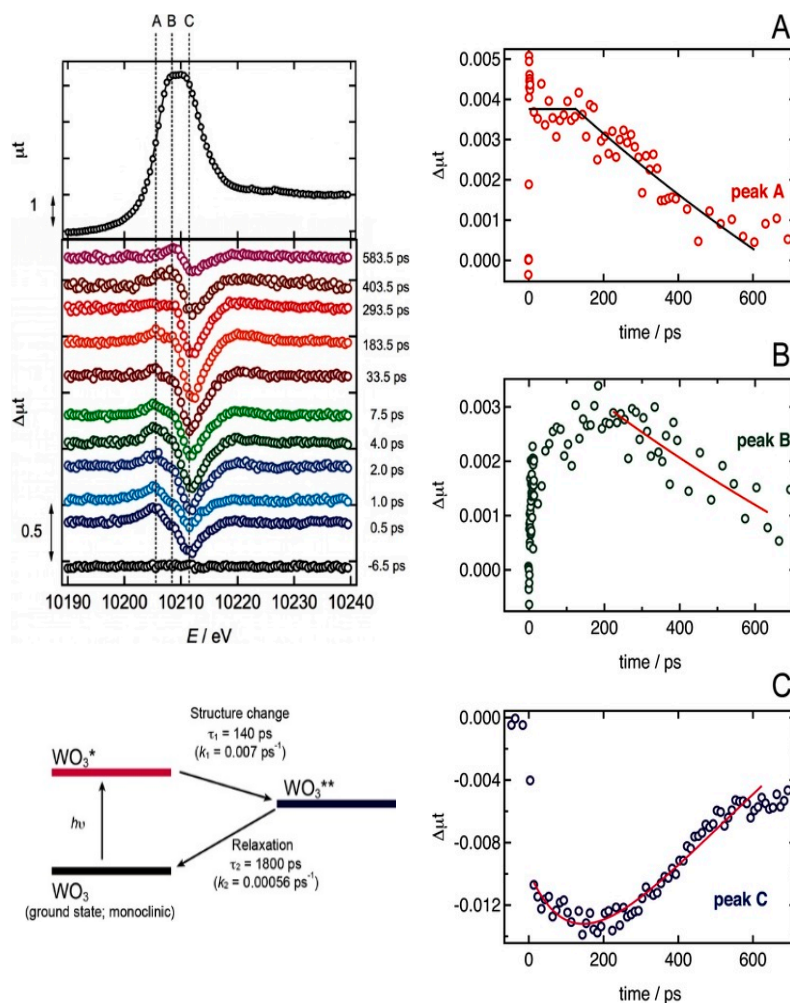 A B C
μt
1
583.5 ps
403.5 ps
293.5 ps
183.5 ps
33.5 ps
7.5 ps
4.0 ps
2.0 ps
1.0 ps
0.5 ps
-6.5 ps
Δμt
0.5
10190 10200 10210 10220 10230 10240
E / eV
A
0.005
0.004
0.003
0.002
0.001
0.000
Δμt
peak A
0 200 400 600
time / ps
B
0.003
0.002
0.001
0.000
Δμt
peak B
0 200 400 600
time / ps
C
0.000
-0.004
-0.008
-0.012
Δμt
peak C
0 200 400 600
time / ps
Structure change
τ₁ = 140 ps
(k₁ = 0.007 ps⁻¹)
WO₃*
WO₃**
hυ
Relaxation
τ₂ = 1800 ps
(k₂ = 0.00056 ps⁻¹)
WO₃
(ground state; monoclinic)